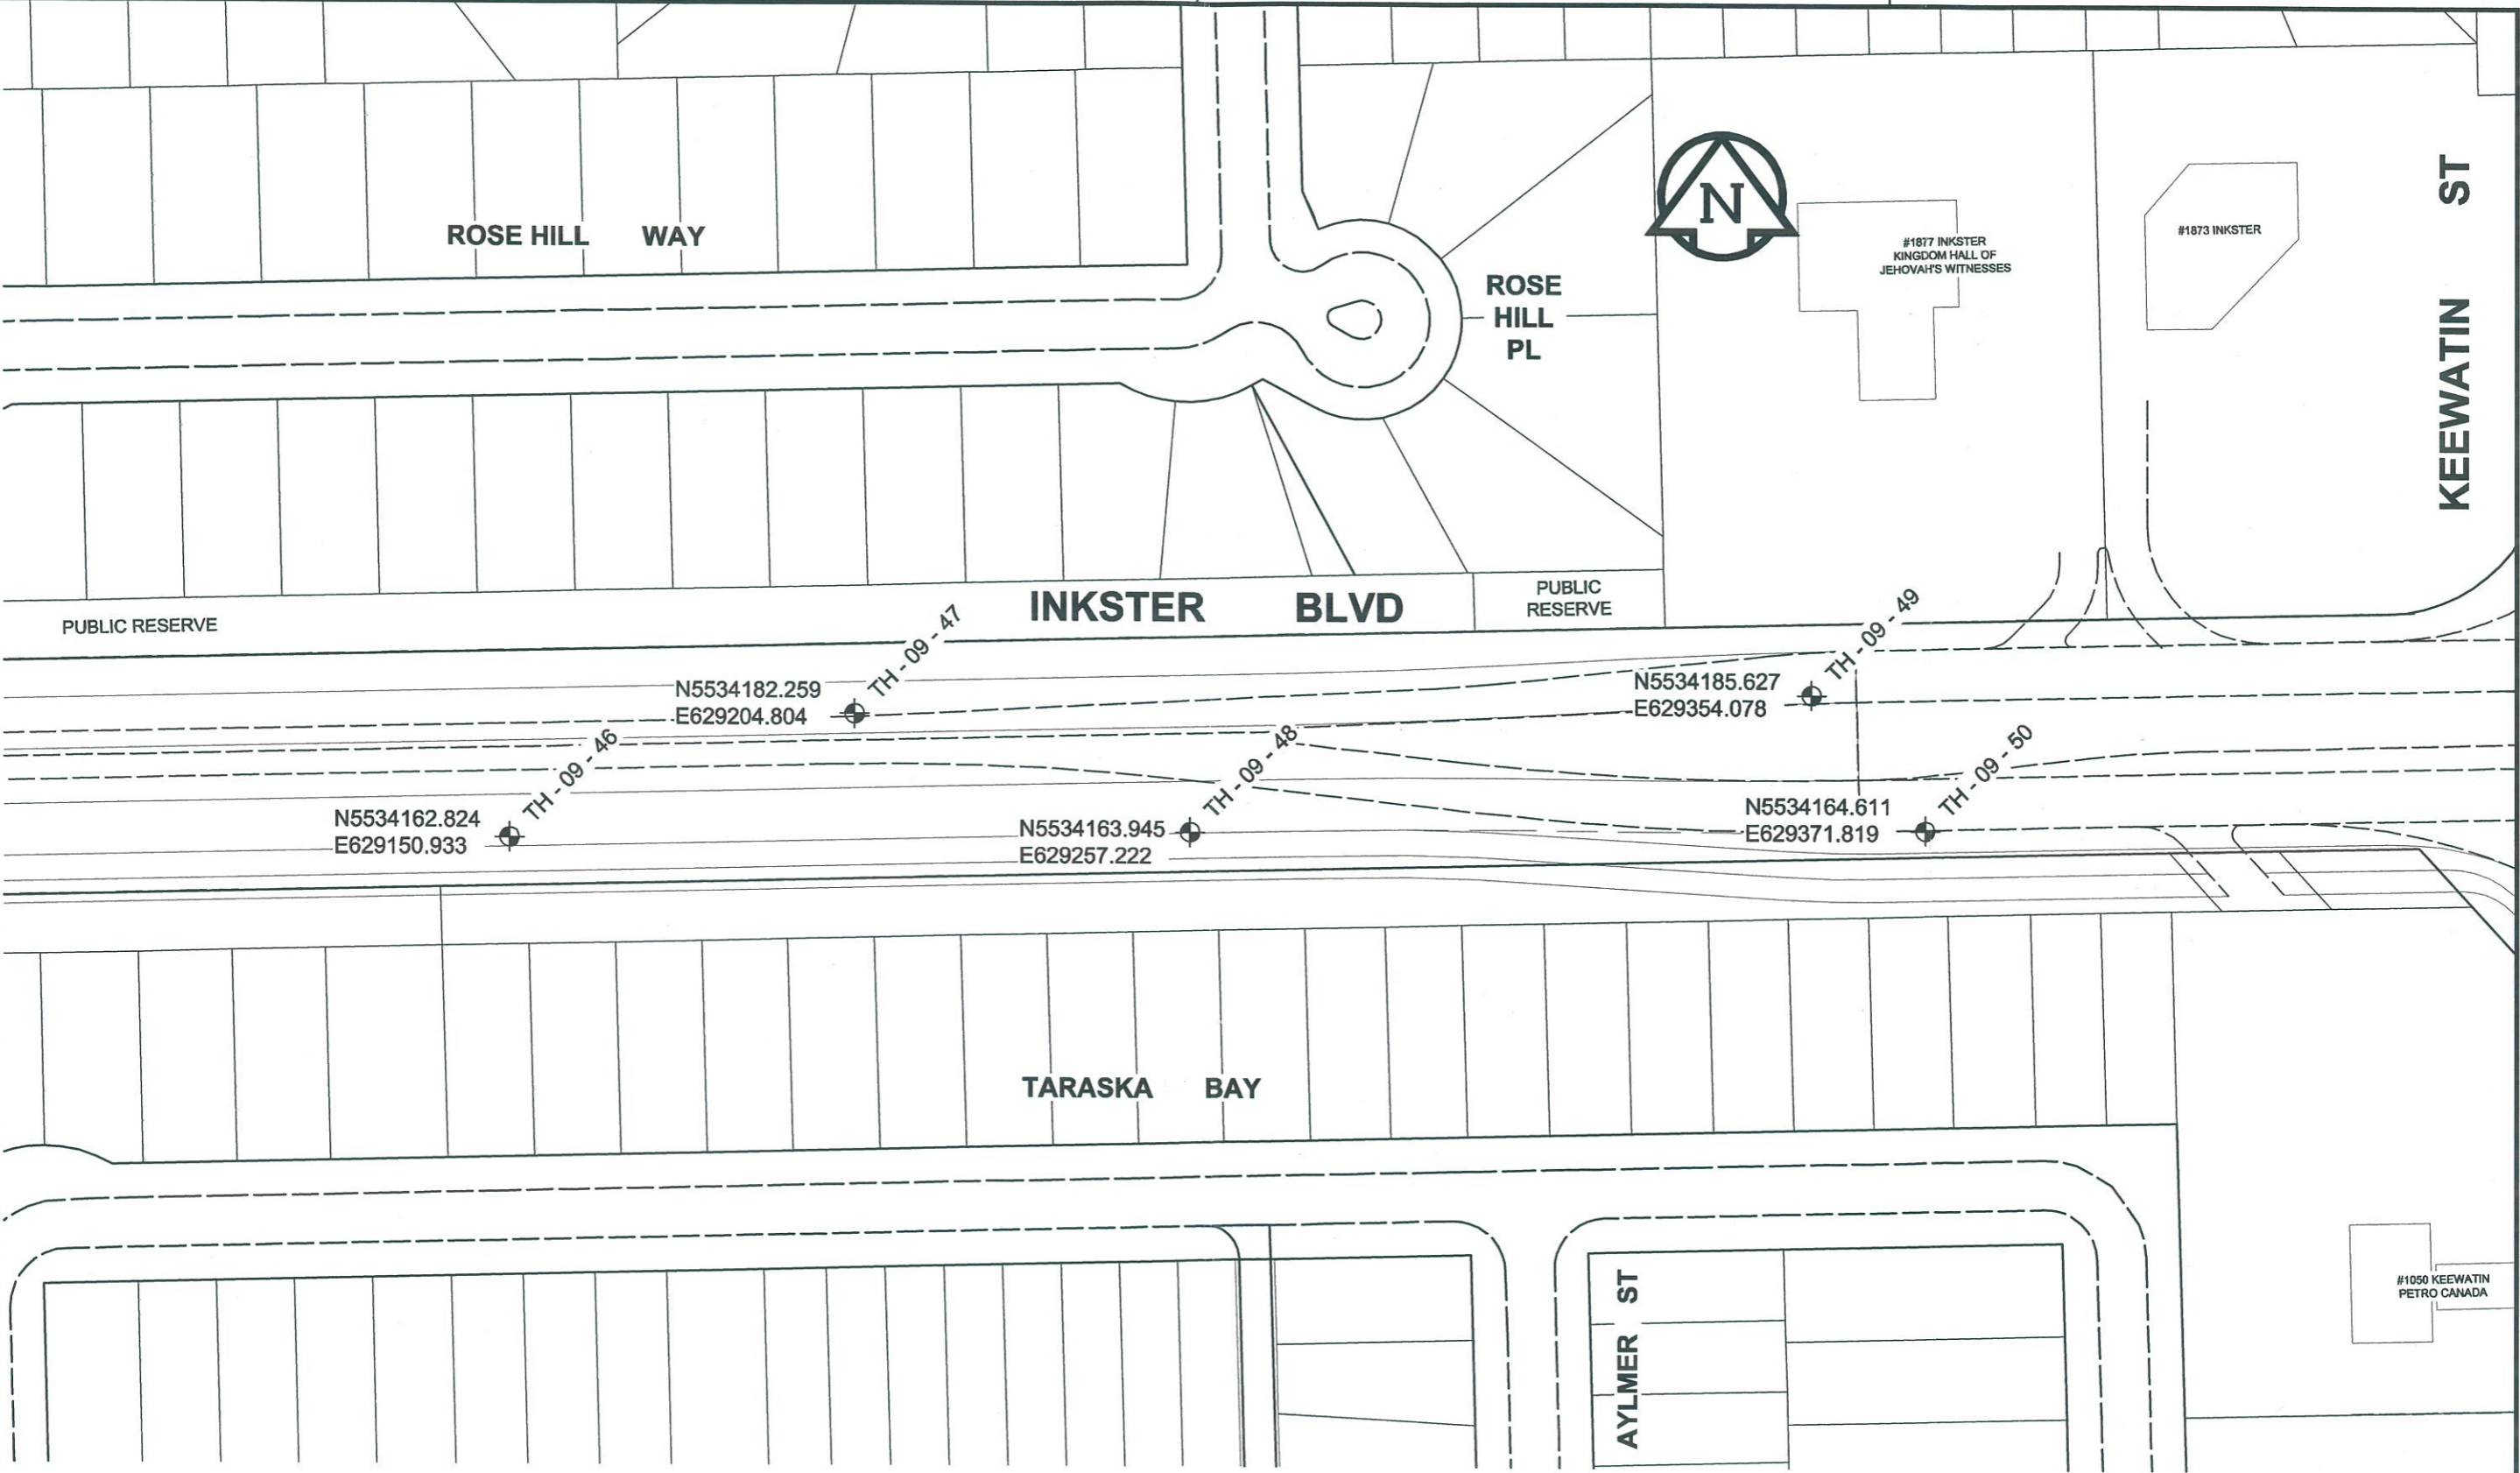 ROSE HILL WAY
N
ROSE
HILL
PL
#1877 INKSTER
KINGDOM HALL OF
JEHOVAH'S WITNESSES
#1873 INKSTER
KEEWATIN ST
PUBLIC RESERVE
INKSTER BLVD
PUBLIC
RESERVE
TH - 09 - 47
N5534182.259
E629204.804
TH - 09 - 49
N5534185.627
E629354.078
TH - 09 - 46
N5534162.824
E629150.933
TH - 09 - 48
N5534163.945
E629257.222
TH - 09 - 50
N5534164.611
E629371.819
TARASKA BAY
AYLMER ST
#1050 KEEWATIN
PETRO CANADA